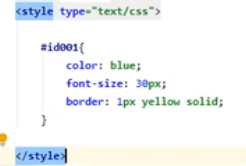 <style type="text/css">
#id001{
color: blue;
font-size: 30px;
border: 1px yellow solid;
}
</style>